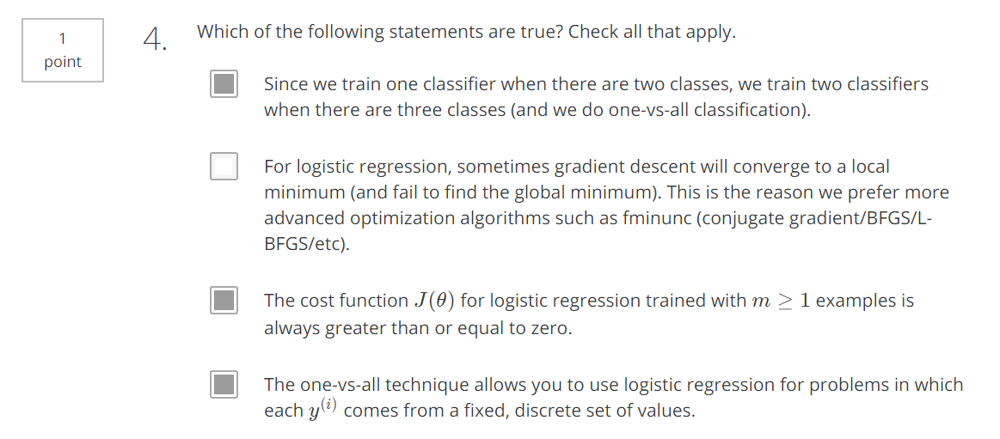 1
point
4.
Which of the following statements are true? Check all that apply.
Since we train one classifier when there are two classes, we train two classifiers
when there are three classes (and we do one-vs-all classification).
For logistic regression, sometimes gradient descent will converge to a local
minimum (and fail to find the global minimum). This is the reason we prefer more
advanced optimization algorithms such as fminunc (conjugate gradient/BFGS/L-
BFGS/etc).
The cost function J(θ) for logistic regression trained with m ≥ 1 examples is
always greater than or equal to zero.
The one-vs-all technique allows you to use logistic regression for problems in which
each y^(i) comes from a fixed, discrete set of values.